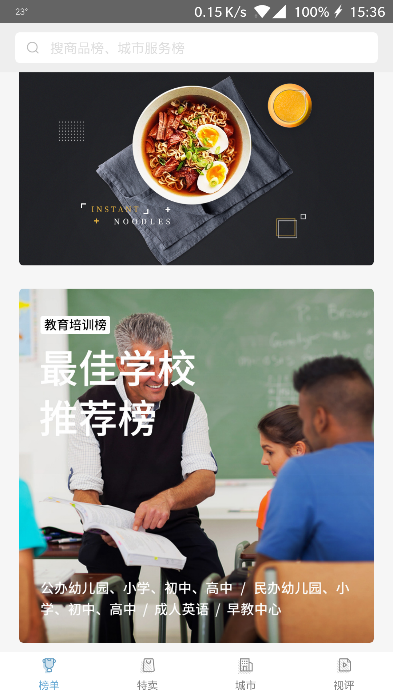 23°
0.15 K/s
100%
15:36
搜商品榜、城市服务榜
INSTANT
NOODLES
教育培训榜
最佳学校
推荐榜
公办幼儿园、小学、初中、高中 / 民办幼儿园、小
学、初中、高中 / 成人英语 / 早教中心
榜单
特卖
城市
视评